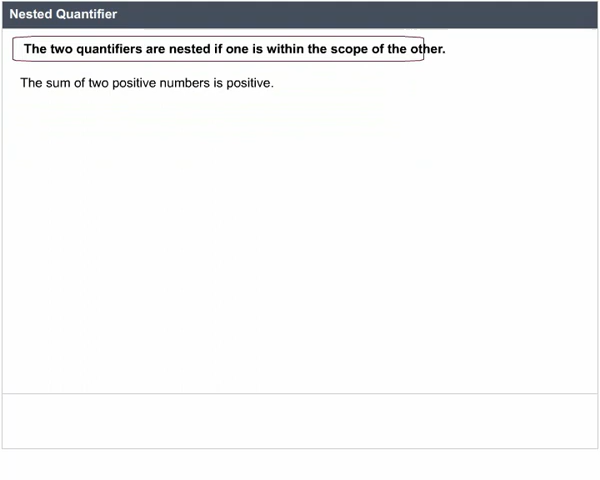 Nested Quantifier
The two quantifiers are nested if one is within the scope of the other.
The sum of two positive numbers is positive.